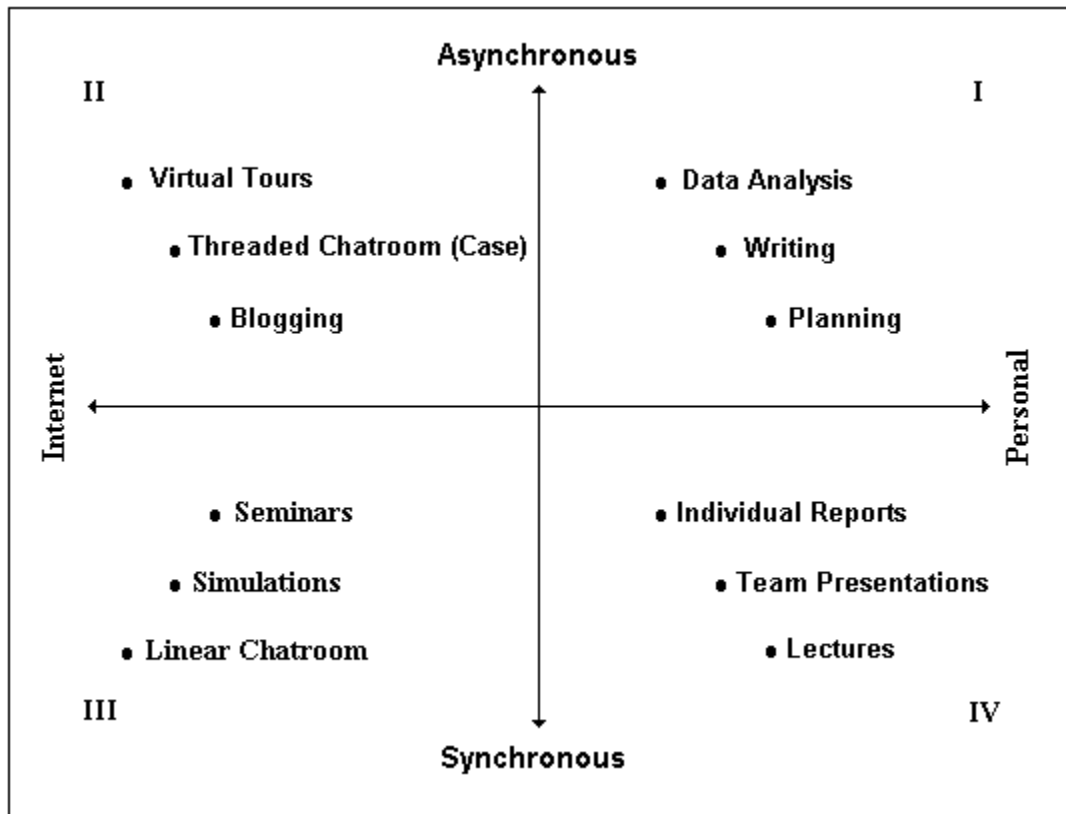 Asynchronous
II
I
Virtual Tours
Data Analysis
Threaded Chatroom (Case)
Writing
Blogging
Planning
Internet
Personal
Seminars
Individual Reports
Simulations
Team Presentations
Linear Chatroom
Lectures
III
IV
Synchronous